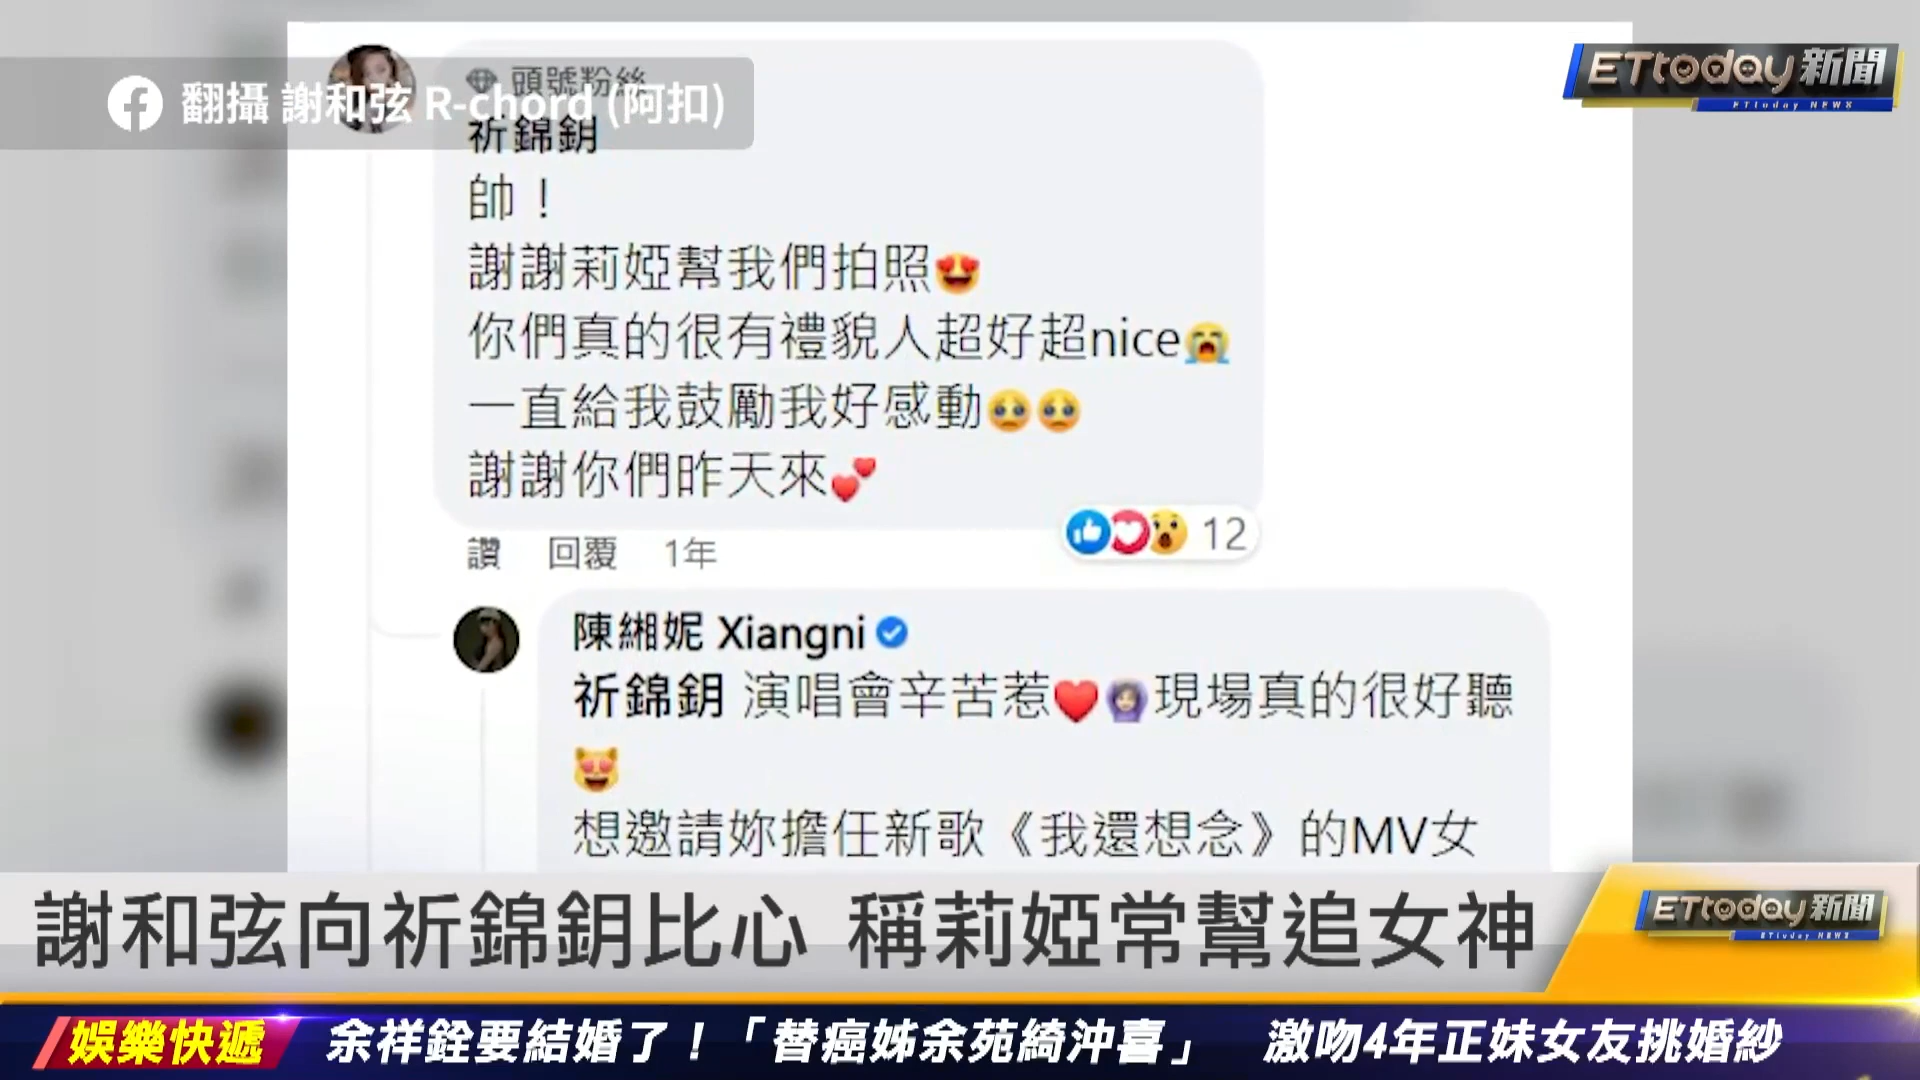 翻攝 謝和弦 R-chord (阿扣)
頭號粉絲
祈錦鈅
帥！
謝謝莉婭幫我們拍照😍
你們真的很有禮貌人超好超nice😭
一直給我鼓勵我好感動🥺🥺
謝謝你們昨天來💕
12
讚 回覆 1年
陳緗妮 Xiangni
祈錦鈅 演唱會辛苦惹❤️🙆🏻‍♀️現場真的很好聽
😻
想邀請妳擔任新歌《我還想念》的MV女
ETtoday新聞
ETtoday NEWS
謝和弦向祈錦鈅比心 稱莉婭常幫追女神
ETtoday新聞
ETtoday NEWS
娛樂快遞 余祥銓要結婚了！「替癌姊余苑綺沖喜」 激吻4年正妹女友挑婚紗